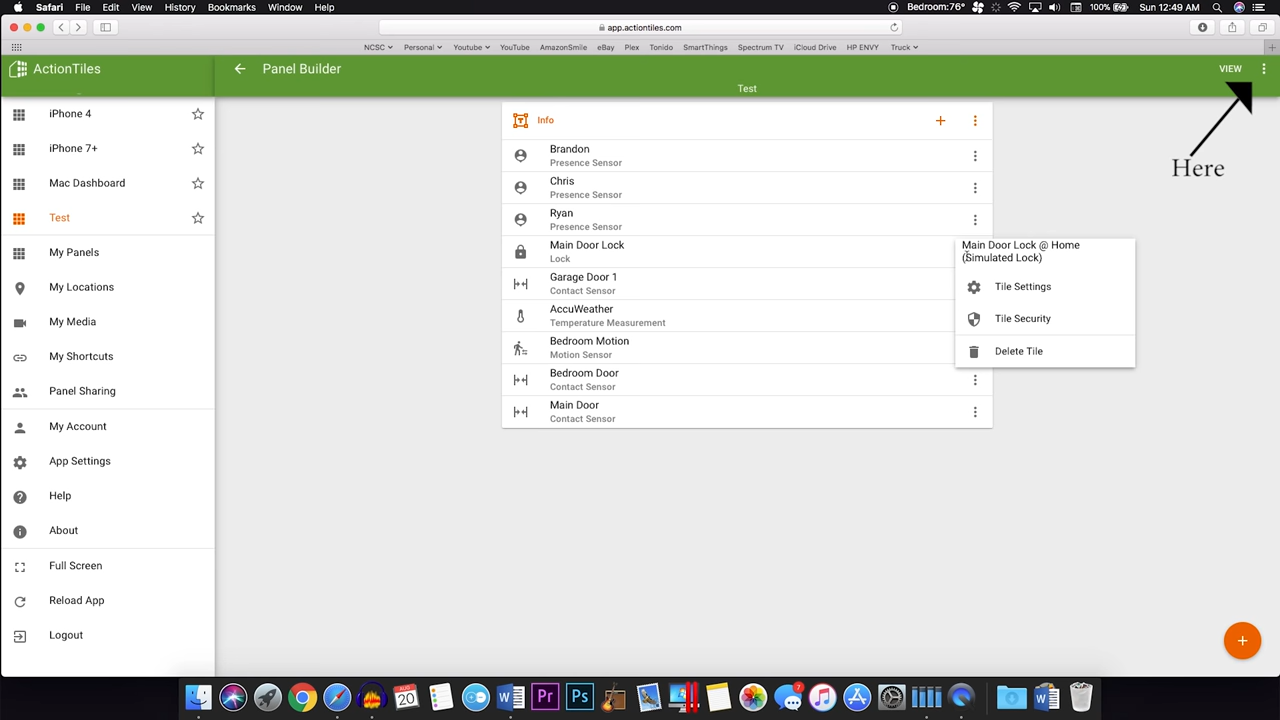 Safari File Edit View History Bookmarks Window Help
Bedroom:76° 100% Sun 12:49 AM
app.actiontiles.com
NCSC Personal Youtube YouTube AmazonSmile eBay Plex Tonido SmartThings Spectrum TV iCloud Drive HP ENVY Truck
ActionTiles
Panel Builder
VIEW
Test
iPhone 4
iPhone 7+
Mac Dashboard
Test
My Panels
My Locations
My Media
My Shortcuts
Panel Sharing
My Account
App Settings
Help
About
Full Screen
Reload App
Logout
Info
Brandon
Presence Sensor
Chris
Presence Sensor
Ryan
Presence Sensor
Main Door Lock
Lock
Garage Door 1
Contact Sensor
AccuWeather
Temperature Measurement
Bedroom Motion
Motion Sensor
Bedroom Door
Contact Sensor
Main Door
Contact Sensor
Main Door Lock @ Home
(Simulated Lock)
Tile Settings
Tile Security
Delete Tile
Here
AUG
20